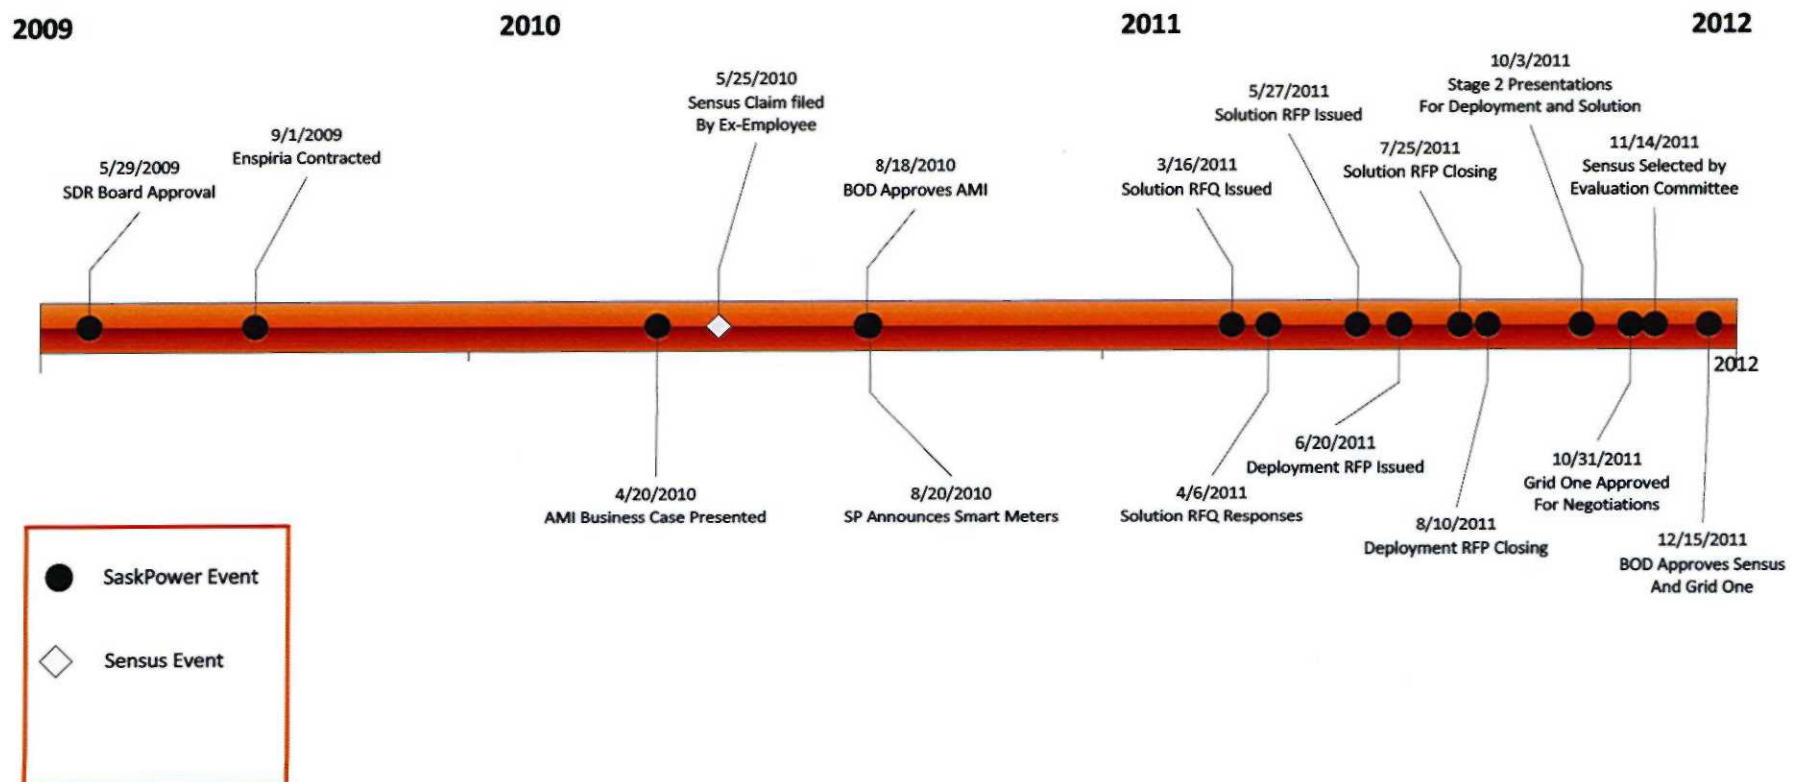 2009
2010
2011
2012
5/29/2009
SDR Board Approval
9/1/2009
Enspiria Contracted
5/25/2010
Sensus Claim filed
By Ex-Employee
8/18/2010
BOD Approves AMI
3/16/2011
Solution RFQ Issued
5/27/2011
Solution RFP Issued
7/25/2011
Solution RFP Closing
10/3/2011
Stage 2 Presentations
For Deployment and Solution
11/14/2011
Sensus Selected by
Evaluation Committee
2012
4/20/2010
AMI Business Case Presented
8/20/2010
SP Announces Smart Meters
4/6/2011
Solution RFQ Responses
6/20/2011
Deployment RFP Issued
8/10/2011
Deployment RFP Closing
10/31/2011
Grid One Approved
For Negotiations
12/15/2011
BOD Approves Sensus
And Grid One
SaskPower Event
Sensus Event